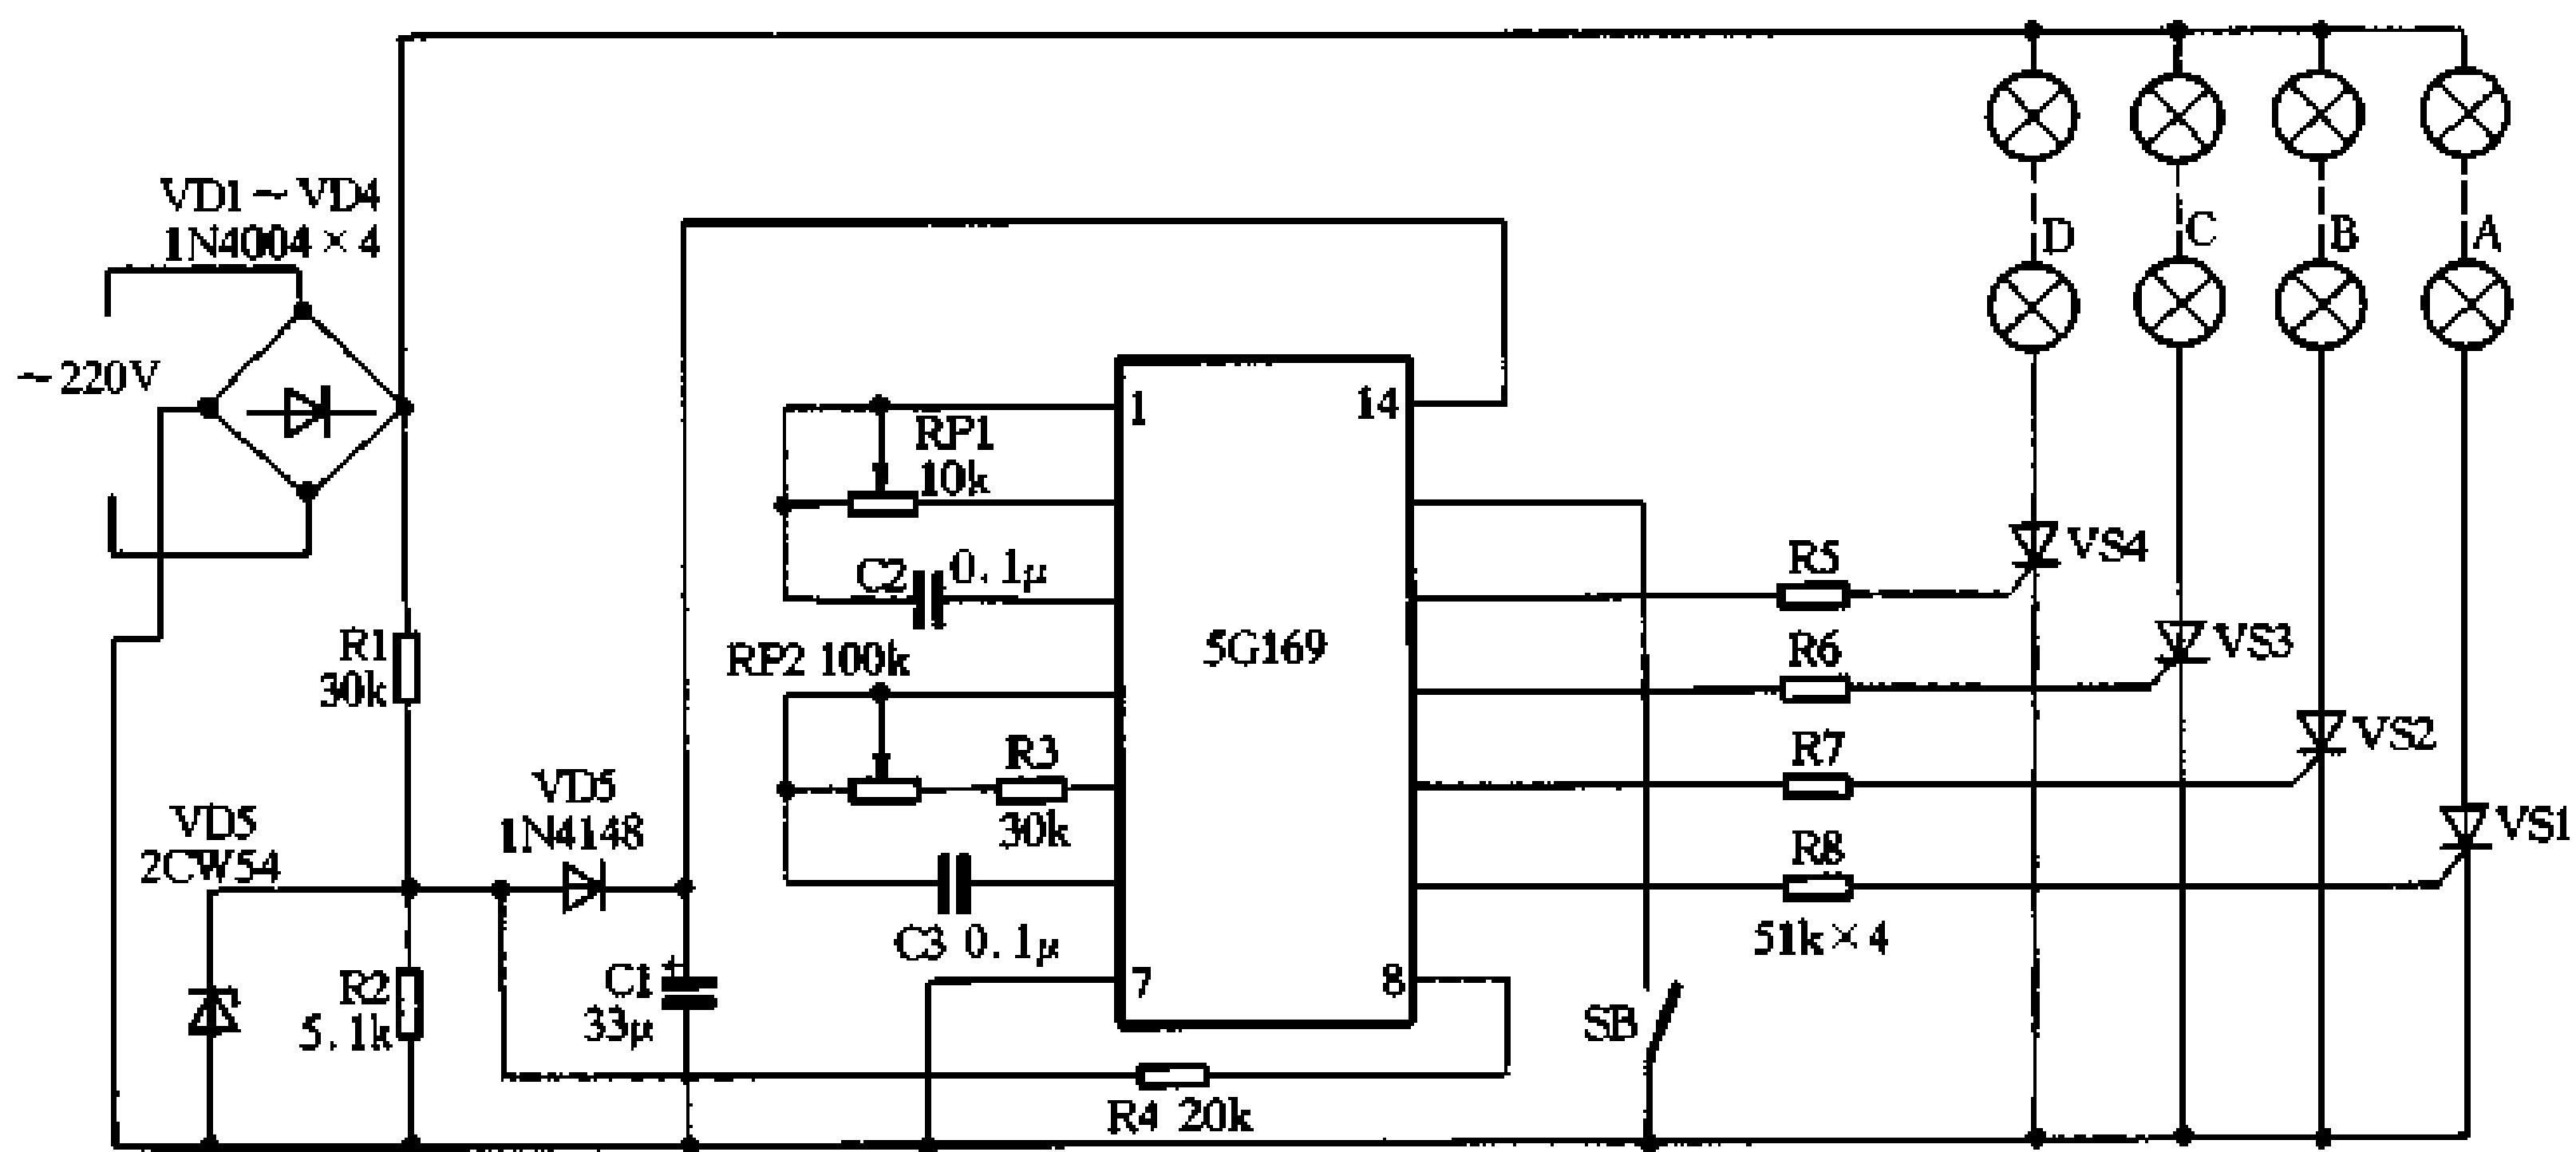 VD1～VD4
1N4004×4
～220V
D
C
B
A
1
14
RP1
10k
C2
0.1μ
R5
VS4
5G169
R1
30k
RP2 100k
R6
VS3
R3
30k
R7
VS2
VD5
1N4148
VD5
2CW54
R8
VS1
51k×4
C3 0.1μ
R2
5.1k
C1
+
33μ
7
8
SB
R4 20k